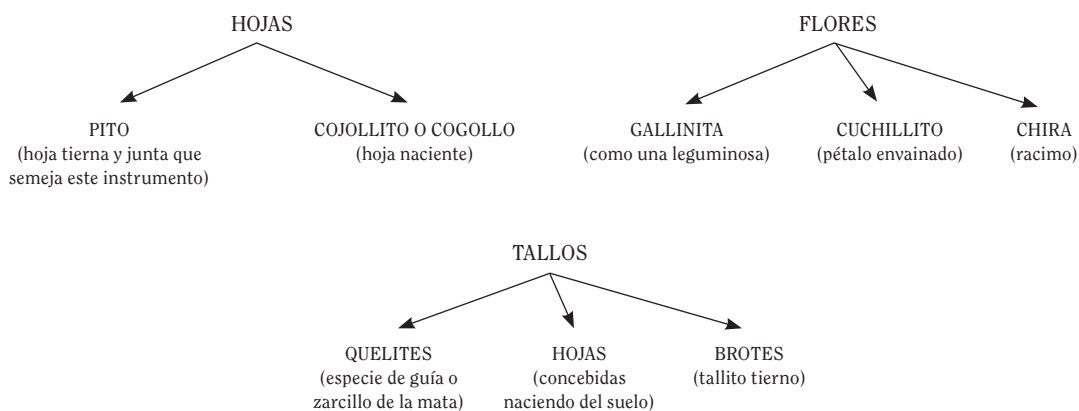 HOJAS
PITO
(hoja tierna y junta que
semeja este instrumento)
COJOLLITO O COGOLLO
(hoja naciente)
FLORES
GALLINITA
(como una leguminosa)
CUCHILLITO
(pétalo envainado)
CHIRA
(racimo)
TALLOS
QUELITES
(especie de guía o
zarcillo de la mata)
HOJAS
(concebidas
naciendo del suelo)
BROTES
(tallito tierno)